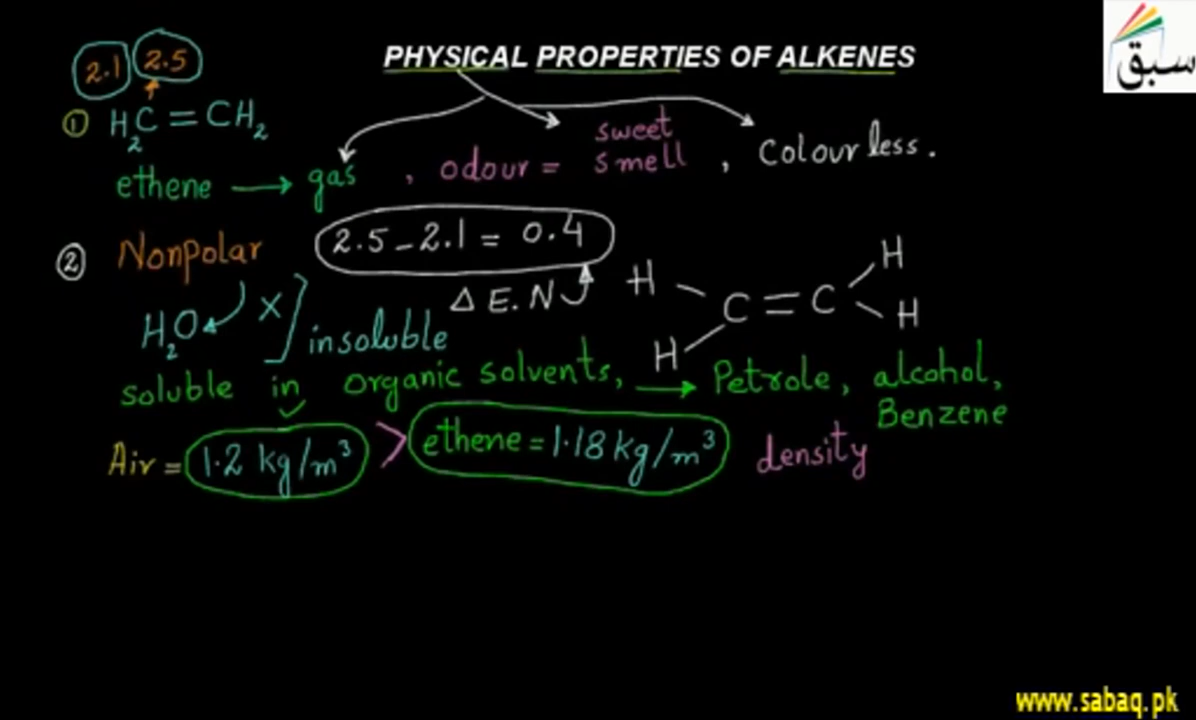 PHYSICAL PROPERTIES OF ALKENES
سبق
2.1 2.5
① H₂C = CH₂
sweet
smell
ethene → gas , odour = , Colourless.
② Nonpolar 2.5 - 2.1 = 0.4
Δ E.N
H H
C = C
H H
H₂O X insoluble
soluble in organic solvents, → Petrole, alcohol,
Benzene
Air = 1.2 kg/m³ > ethene = 1.18 kg/m³ density
www.sabaq.pk